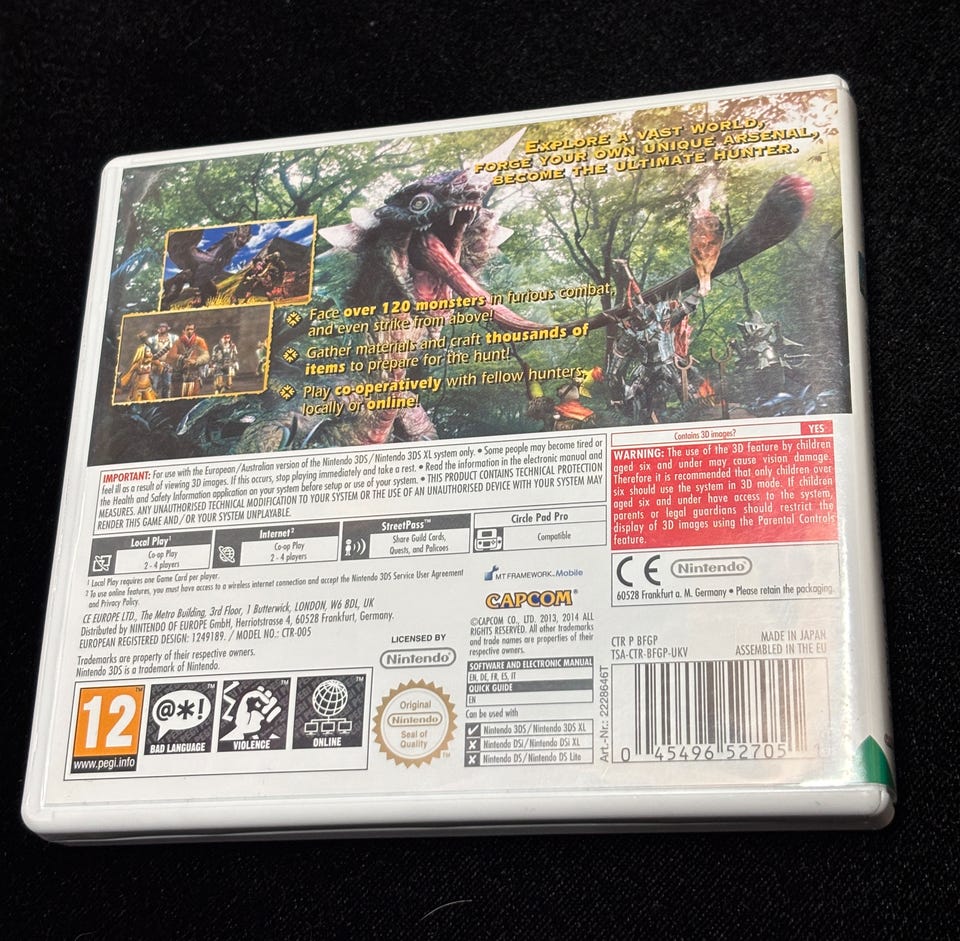 EXPLORE A VAST WORLD,
FORGE YOUR OWN UNIQUE ARSENAL,
BECOME THE ULTIMATE HUNTER.
Face over 120 monsters in furious combat,
and even strike from above!
Gather materials and craft thousands of
items to prepare for the hunt!
Play co-operatively with fellow hunters,
locally or online!
IMPORTANT: For use with the European/Australian version of the Nintendo 3DS/Nintendo 3DS XL system only. • Some people may become tired or
feel ill as a result of viewing 3D images. If this occurs, stop playing immediately and take a rest. • Read the information in the electronic manual and
the Health and Safety Information application on your system before setup or use of your system. • THIS PRODUCT CONTAINS TECHNICAL PROTECTION
MEASURES. ANY UNAUTHORISED TECHNICAL MODIFICATION TO YOUR SYSTEM OR THE USE OF AN UNAUTHORISED DEVICE WITH YOUR SYSTEM MAY
RENDER THIS GAME AND/OR YOUR SYSTEM UNPLAYABLE.
Contains 3D images? YES
WARNING: The use of the 3D feature by children
aged six and under may cause vision damage.
Therefore it is recommended that only children over
six should use the system in 3D mode. If children
aged six and under have access to the system,
parents or legal guardians should restrict the
display of 3D images using the Parental Controls
feature.
Local Play¹
Co-op Play
2 - 4 players
Internet²
Co-op Play
2 - 4 players
StreetPass™
Share Guild Cards,
Quests, and Palicoes
Circle Pad Pro
Compatible
¹ Local Play requires one Game Card per player.
² To use online features, you must have access to a wireless internet connection and accept the Nintendo 3DS Service User Agreement
and Privacy Policy.
CE EUROPE LTD., The Metro Building, 3rd Floor, 1 Butterwick, LONDON, W6 8DL, UK
Distributed by NINTENDO OF EUROPE GmbH, Herriotstrasse 4, 60528 Frankfurt, Germany.
EUROPEAN REGISTERED DESIGN: 1249189. / MODEL NO.: CTR-005
Trademarks are property of their respective owners.
Nintendo 3DS is a trademark of Nintendo.
LICENSED BY
Nintendo®
MT FRAMEWORK Mobile
CAPCOM®
©CAPCOM CO., LTD. 2013, 2014 ALL
RIGHTS RESERVED. All other trademarks
and trade names are properties of their
respective owners.
CE Nintendo®
60528 Frankfurt a. M. Germany • Please retain the packaging.
SOFTWARE AND ELECTRONIC MANUAL
EN, DE, FR, ES, IT
QUICK GUIDE
EN
Can be used with
Nintendo 3DS/Nintendo 3DS XL
Nintendo DSi/Nintendo DSi XL
Nintendo DS/Nintendo DS Lite
12
www.pegi.info
@*!
BAD LANGUAGE
VIOLENCE
ONLINE
TM
TM
TM
TM
Original
Nintendo®
Seal of
Quality
TM
Art.-Nr.: 2228646T
CTR P BFGP
TSA-CTR-BFGP-UKV
MADE IN JAPAN
ASSEMBLED IN THE EU
0 45496 52705